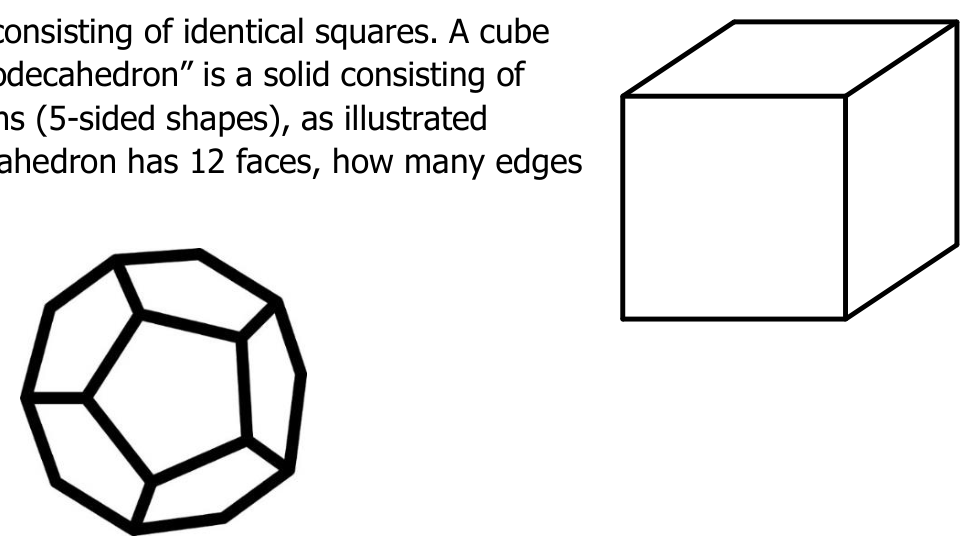 consisting of identical squares. A cube
odecahedron” is a solid consisting of
ns (5-sided shapes), as illustrated
ahedron has 12 faces, how many edges